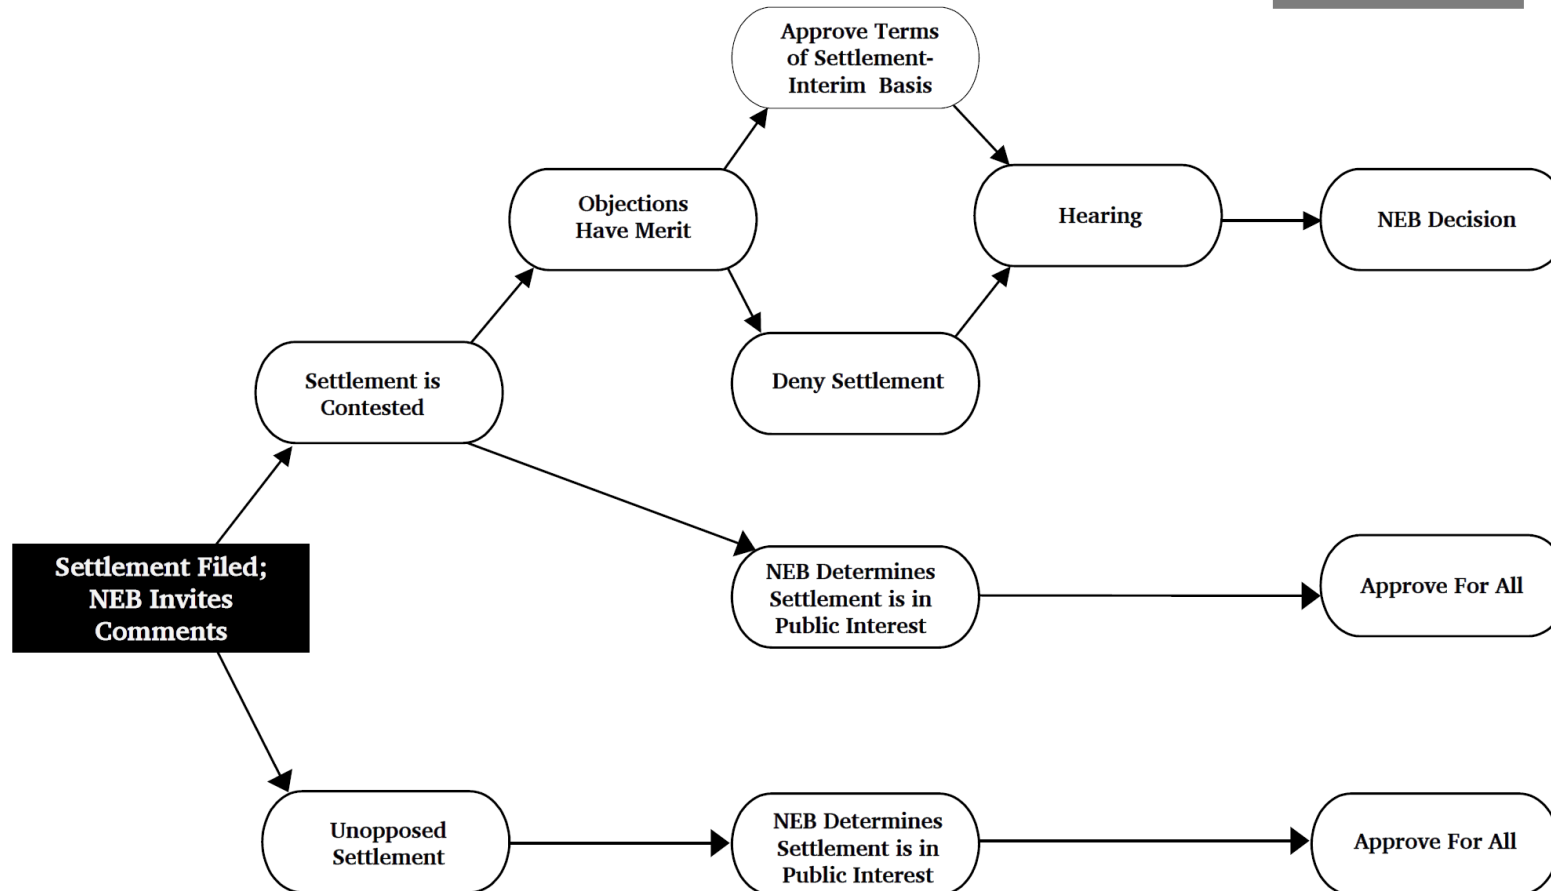 Approve Terms
of Settlement-
Interim Basis
Objections
Have Merit
Hearing
NEB Decision
Settlement is
Contested
Deny Settlement
Settlement Filed;
NEB Invites
Comments
NEB Determines
Settlement is in
Public Interest
Approve For All
Unopposed
Settlement
NEB Determines
Settlement is in
Public Interest
Approve For All